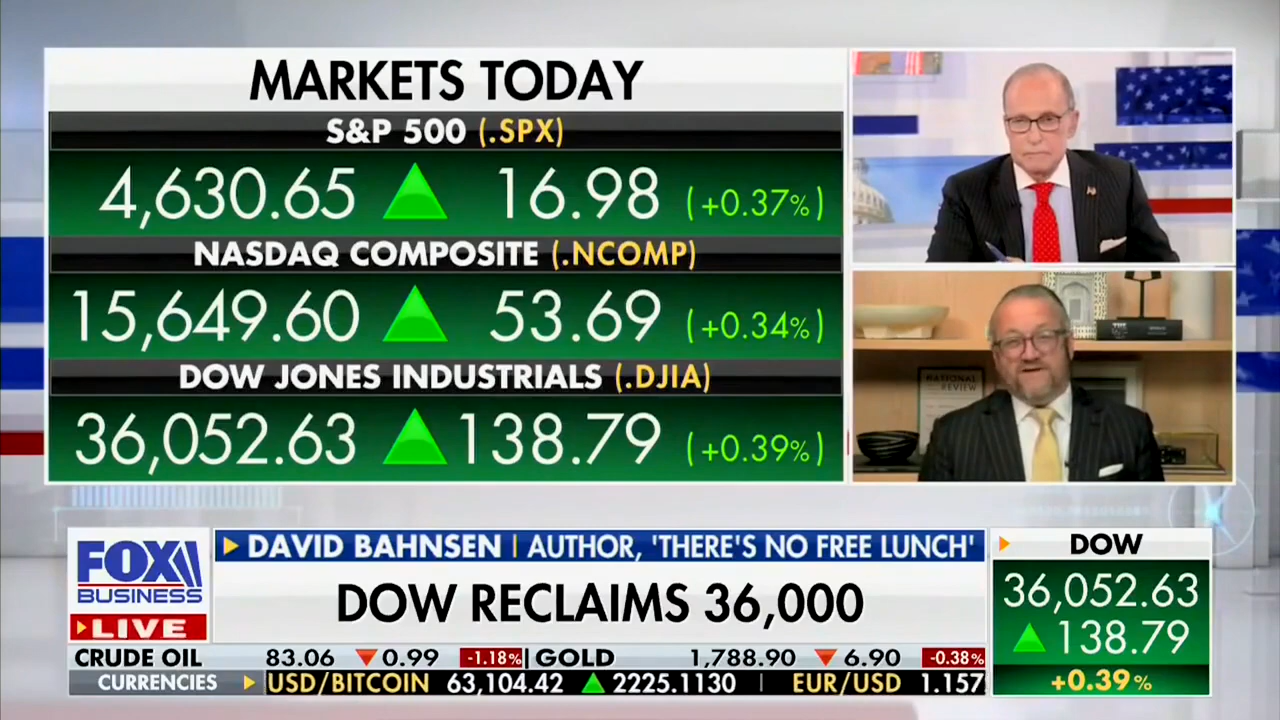 MARKETS TODAY
S&P 500 (.SPX)
4,630.65 ▲ 16.98 (+0.37%)
NASDAQ COMPOSITE (.NCOMP)
15,649.60 ▲ 53.69 (+0.34%)
DOW JONES INDUSTRIALS (.DJIA)
36,052.63 ▲ 138.79 (+0.39%)
NATIONAL
REVIEW
FOX
BUSINESS
LIVE
DAVID BAHNSEN | AUTHOR, 'THERE'S NO FREE LUNCH'
DOW RECLAIMS 36,000
DOW
36,052.63
▲ 138.79
+0.39%
CRUDE OIL 83.06 ▼ 0.99 -1.18% | GOLD 1,788.90 ▼ 6.90 -0.38%
CURRENCIES USD/BITCOIN 63,104.42 ▲ 2225.1130 | EUR/USD 1.157